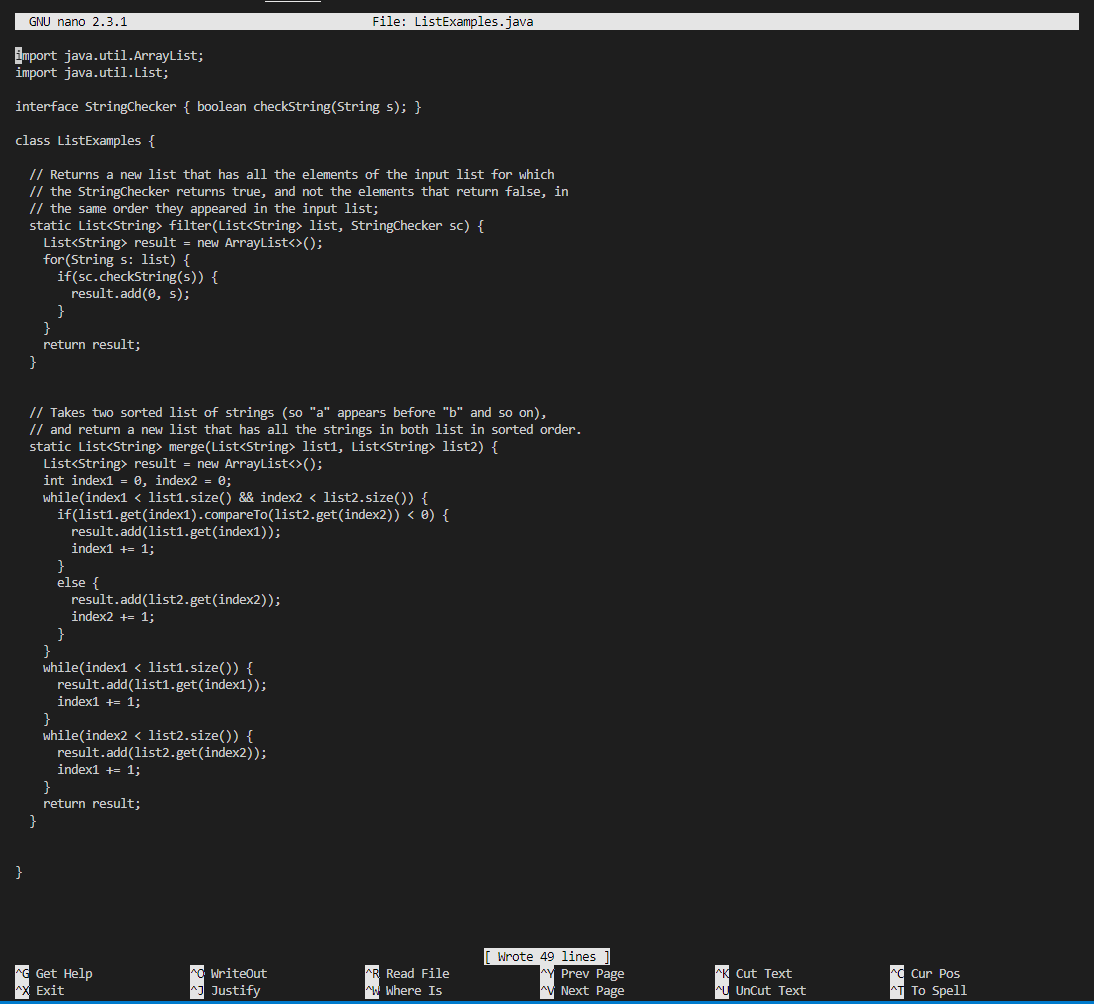 GNU nano 2.3.1 File: ListExamples.java
import java.util.ArrayList;
import java.util.List;
interface StringChecker { boolean checkString(String s); }
class ListExamples {
  // Returns a new list that has all the elements of the input list for which
  // the StringChecker returns true, and not the elements that return false, in
  // the same order they appeared in the input list;
  static List<String> filter(List<String> list, StringChecker sc) {
    List<String> result = new ArrayList<>();
    for(String s: list) {
      if(sc.checkString(s)) {
        result.add(0, s);
      }
    }
    return result;
  }
  // Takes two sorted list of strings (so "a" appears before "b" and so on),
  // and return a new list that has all the strings in both list in sorted order.
  static List<String> merge(List<String> list1, List<String> list2) {
    List<String> result = new ArrayList<>();
    int index1 = 0, index2 = 0;
    while(index1 < list1.size() && index2 < list2.size()) {
      if(list1.get(index1).compareTo(list2.get(index2)) < 0) {
        result.add(list1.get(index1));
        index1 += 1;
      }
      else {
        result.add(list2.get(index2));
        index2 += 1;
      }
    }
    while(index1 < list1.size()) {
      result.add(list1.get(index1));
      index1 += 1;
    }
    while(index2 < list2.size()) {
      result.add(list2.get(index2));
      index1 += 1;
    }
    return result;
  }
}
[ Wrote 49 lines ]
^G Get Help ^O WriteOut ^R Read File ^Y Prev Page ^K Cut Text ^C Cur Pos
^X Exit ^J Justify ^W Where Is ^V Next Page ^U UnCut Text ^T To Spell